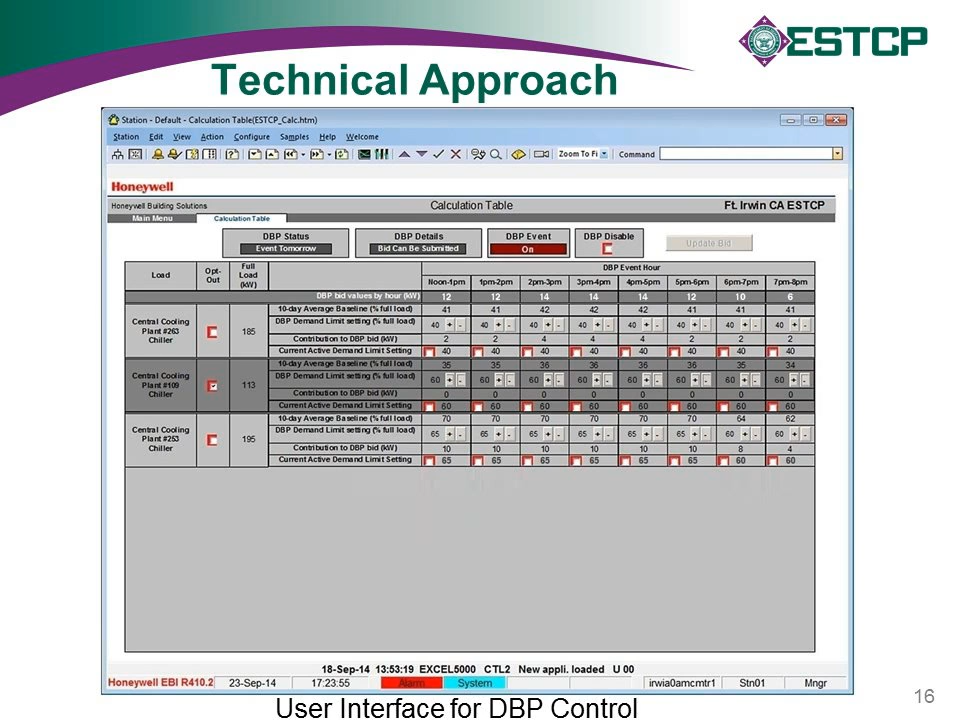 ESTCP
Technical Approach
Station - Default - Calculation Table(ESTCP_Calc.htm)
Station Edit View Action Configure Samples Help Welcome
Zoom To Fi Command
Honeywell
Honeywell Building Solutions Calculation Table Ft. Irwin CA ESTCP
Main Menu Calculation Table
DBP Status DBP Details DBP Event DBP Disable Update Bid
Event Tomorrow Bid Can Be Submitted On
Load Opt-Out Full Load (kW) DBP Event Hour
Noon-1pm 1pm-2pm 2pm-3pm 3pm-4pm 4pm-5pm 5pm-6pm 6pm-7pm 7pm-8pm
DBP bid values by hour (kW) 12 12 14 14 14 12 10 6
Central Cooling Plant #263 Chiller 185
10-day Average Baseline (% full load) 41 41 42 42 42 41 41 41
DBP Demand Limit setting (% full load) 40 + - 40 + - 40 + - 40 + - 40 + - 40 + - 40 + - 40 + -
Contribution to DBP bid (kW) 2 2 4 4 4 2 2 2
Current Active Demand Limit Setting 40 40 40 40 40 40 40 40
Central Cooling Plant #109 Chiller 113
10-day Average Baseline (% full load) 35 35 36 36 36 36 35 34
DBP Demand Limit setting (% full load) 60 + - 60 + - 60 + - 60 + - 60 + - 60 + - 60 + - 60 + -
Contribution to DBP bid (kW) 0 0 0 0 0 0 0 0
Current Active Demand Limit Setting 60 60 60 60 60 60 60 60
Central Cooling Plant #253 Chiller 195
10-day Average Baseline (% full load) 70 70 70 70 70 70 64 62
DBP Demand Limit setting (% full load) 65 + - 65 + - 65 + - 65 + - 65 + - 65 + - 60 + - 60 + -
Contribution to DBP bid (kW) 10 10 10 10 10 10 8 4
Current Active Demand Limit Setting 65 65 65 65 65 65 60 60
18-Sep-14 13:53:19 EXCEL5000 CTL2 New appli. loaded U 00
Honeywell EBI R410.2 23-Sep-14 17:23:55 Alarm System irwia0amcmtr1 Stn01 Mngr
User Interface for DBP Control
16